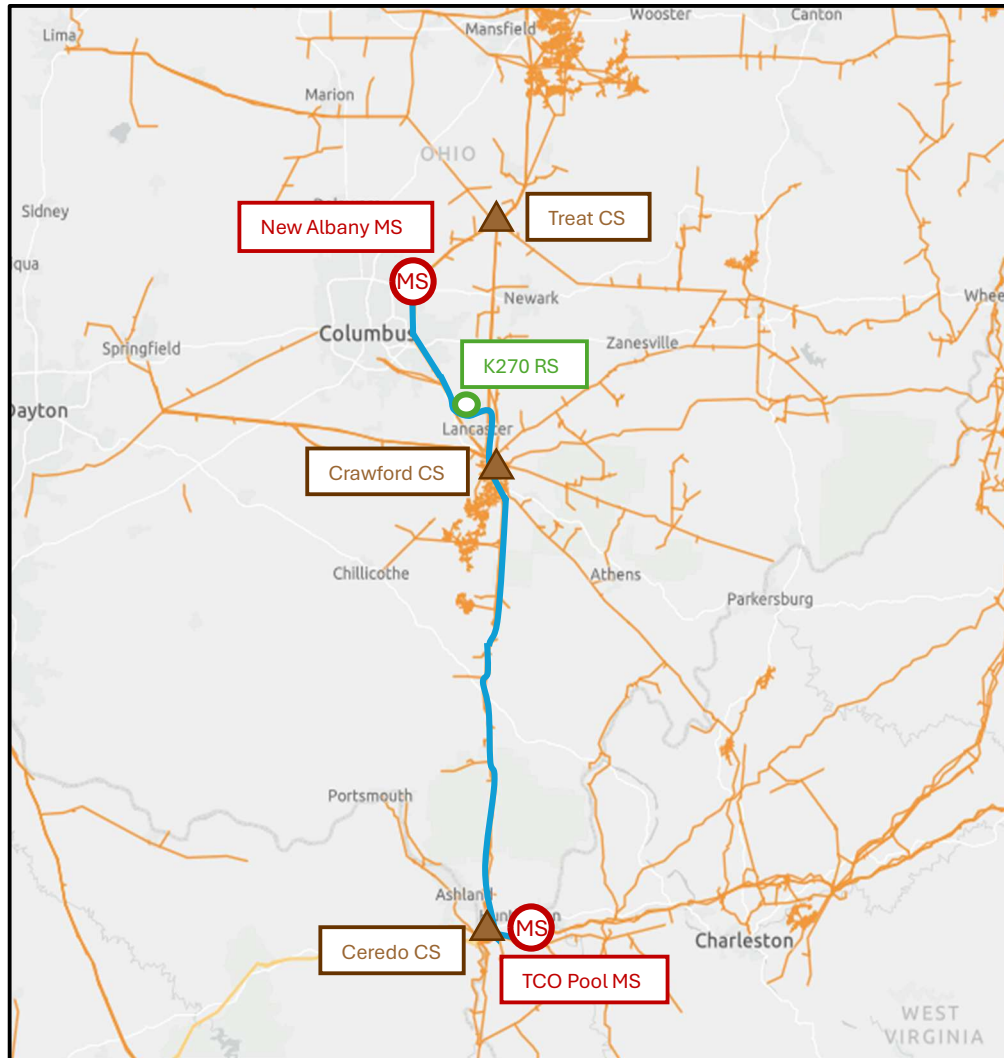 Mansfield
Wooster
Canton
Lima
Marion
OHIO
Sidney
New Albany MS
Treat CS
qua
MS
Newark
Whee
Columbus
Springfield
Zanesville
K270 RS
Dayton
Lancaster
Crawford CS
Chillicothe
Athens
Parkersburg
Portsmouth
Ashland
MS
Charleston
Ceredo CS
TCO Pool MS
WEST
VIRGINIA